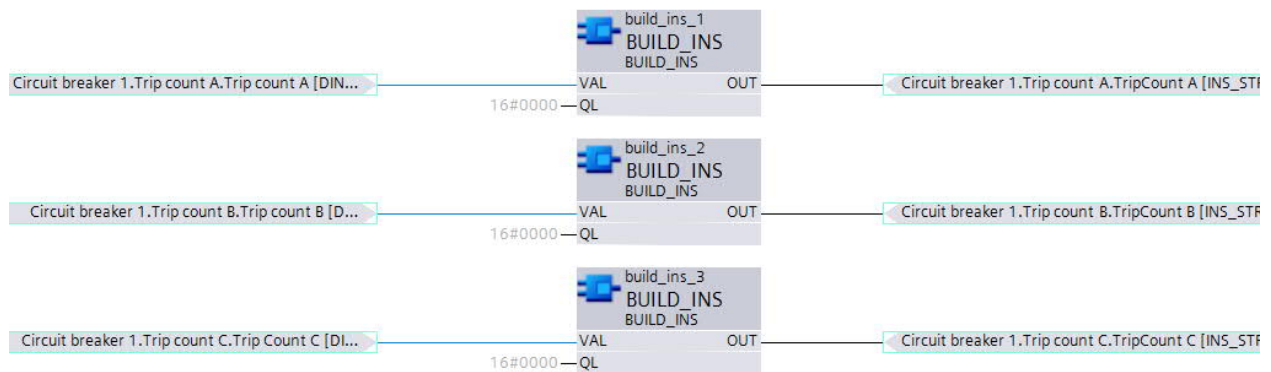 build_ins_1
BUILD_INS
BUILD_INS
Circuit breaker 1.Trip count A.Trip count A [DIN...
VAL OUT
Circuit breaker 1.Trip count A.TripCount A [INS_ST
16#0000 QL
build_ins_2
BUILD_INS
BUILD_INS
Circuit breaker 1.Trip count B.Trip count B [D...
VAL OUT
Circuit breaker 1.Trip count B.TripCount B [INS_STR
16#0000 QL
build_ins_3
BUILD_INS
BUILD_INS
Circuit breaker 1.Trip count C.Trip Count C [DI...
VAL OUT
Circuit breaker 1.Trip count C.TripCount C [INS_STR
16#0000 QL